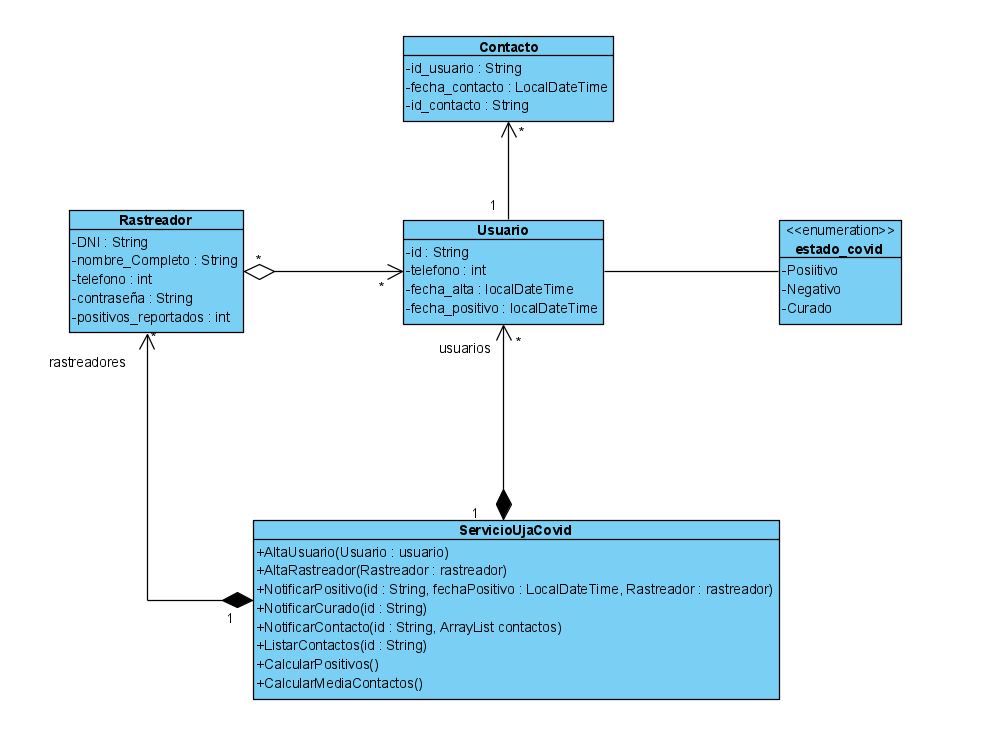 Contacto
-id_usuario : String
-fecha_contacto : LocalDateTime
-id_contacto : String
*
1
Rastreador
-DNI : String
-nombre_Completo : String
-telefono : int
-contraseña : String
-positivos_reportados : int
*
*
Usuario
-id : String
-telefono : int
-fecha_alta : localDateTime
-fecha_positivo : localDateTime
<<enumeration>>
estado_covid
-Posiitivo
-Negativo
-Curado
*
rastreadores
usuarios
*
1
1
ServicioUjaCovid
+AltaUsuario(Usuario : usuario)
+AltaRastreador(Rastreador : rastreador)
+NotificarPositivo(id : String, fechaPositivo : LocalDateTime, Rastreador : rastreador)
+NotificarCurado(id : String)
+NotificarContacto(id : String, ArrayList contactos)
+ListarContactos(id : String)
+CalcularPositivos()
+CalcularMediaContactos()